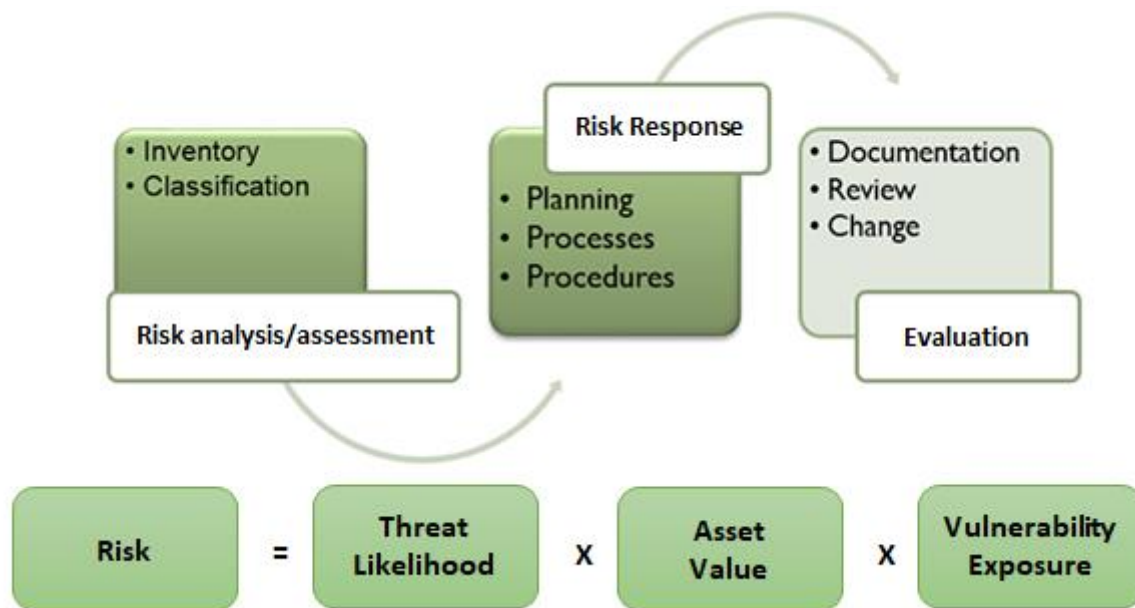 • Inventory
• Classification
Risk analysis/assessment
Risk Response
• Planning
• Processes
• Procedures
• Documentation
• Review
• Change
Evaluation
Risk
=
Threat
Likelihood
X
Asset
Value
X
Vulnerability
Exposure